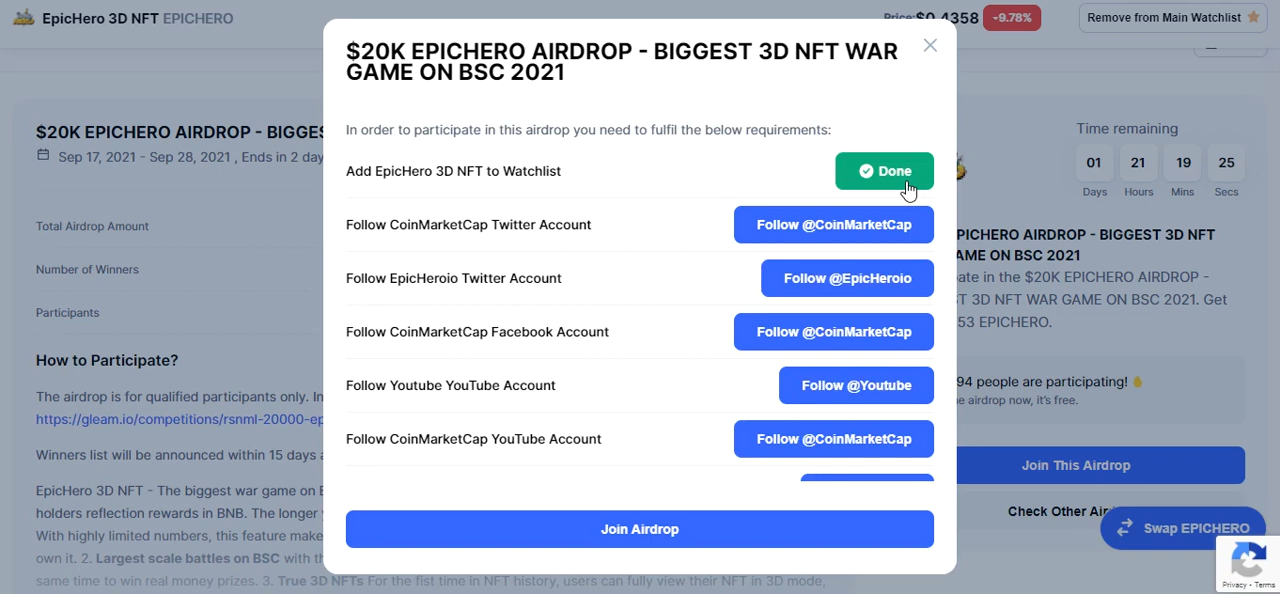 EpicHero 3D NFT EPICHERO
Price: $0.4358 -9.78%
Remove from Main Watchlist
$20K EPICHERO AIRDROP - BIGGES
Sep 17, 2021 - Sep 28, 2021 , Ends in 2 day
Total Airdrop Amount
Number of Winners
Participants
How to Participate?
The airdrop is for qualified participants only. In
https://gleam.io/competitions/rsnml-20000-ep
Winners list will be announced within 15 days a
EpicHero 3D NFT - The biggest war game on B
holders reflection rewards in BNB. The longer
With highly limited numbers, this feature make
own it. 2. Largest scale battles on BSC with th
same time to win real money prizes. 3. True 3D NFTs For the fist time in NFT history, users can fully view their NFT in 3D mode,
$20K EPICHERO AIRDROP - BIGGEST 3D NFT WAR
GAME ON BSC 2021
In order to participate in this airdrop you need to fulfil the below requirements:
Add EpicHero 3D NFT to Watchlist
Done
Follow CoinMarketCap Twitter Account
Follow @CoinMarketCap
Follow EpicHeroio Twitter Account
Follow @EpicHeroio
Follow CoinMarketCap Facebook Account
Follow @CoinMarketCap
Follow Youtube YouTube Account
Follow @Youtube
Follow CoinMarketCap YouTube Account
Follow @CoinMarketCap
Join Airdrop
Time remaining
01 21 19 25
Days Hours Mins Secs
PICHERO AIRDROP - BIGGEST 3D NFT
AME ON BSC 2021
ate in the $20K EPICHERO AIRDROP -
T 3D NFT WAR GAME ON BSC 2021. Get
53 EPICHERO.
94 people are participating!
e airdrop now, it's free.
Join This Airdrop
Check Other Air
Swap EPICHERO
Privacy - Terms